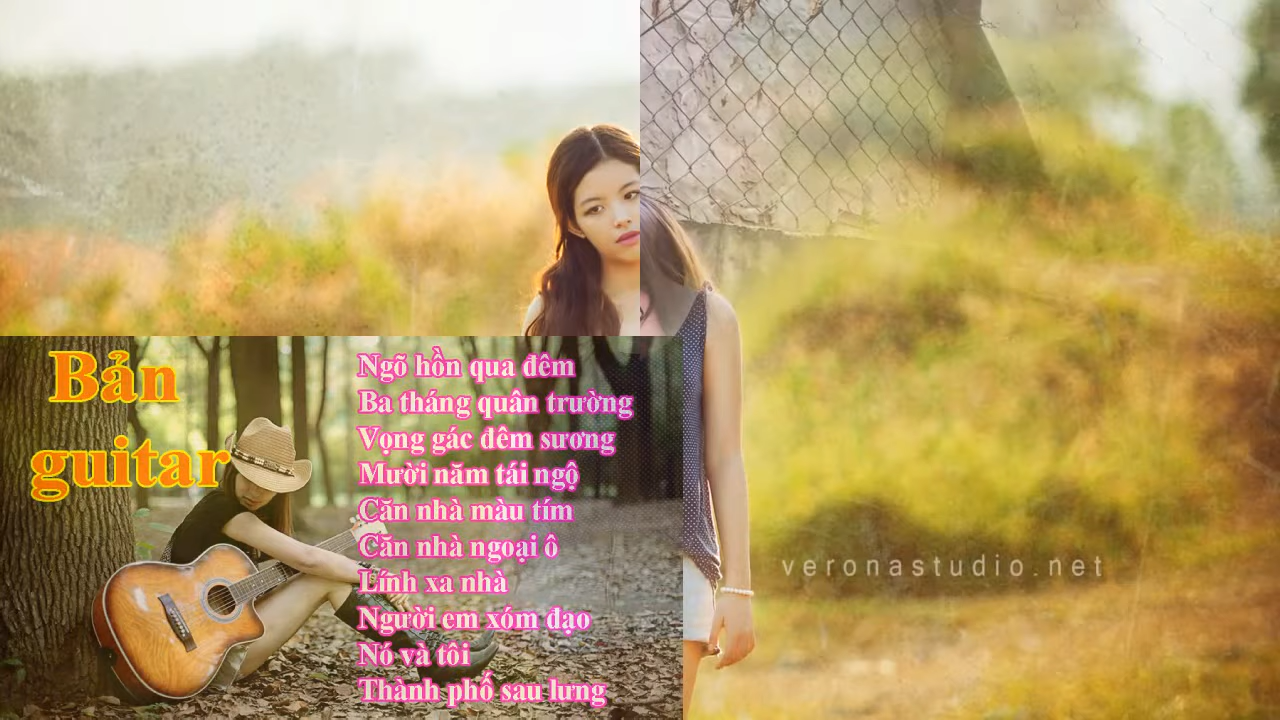 Bản
guitar
Ngõ hồn qua đêm
Ba tháng quân trường
Vọng gác đêm sương
Mười năm tái ngộ
Căn nhà màu tím
Căn nhà ngoại ô
Lính xa nhà
Người em xóm đạo
Nó và tôi
Thành phố sau lưng
veronastudio.net